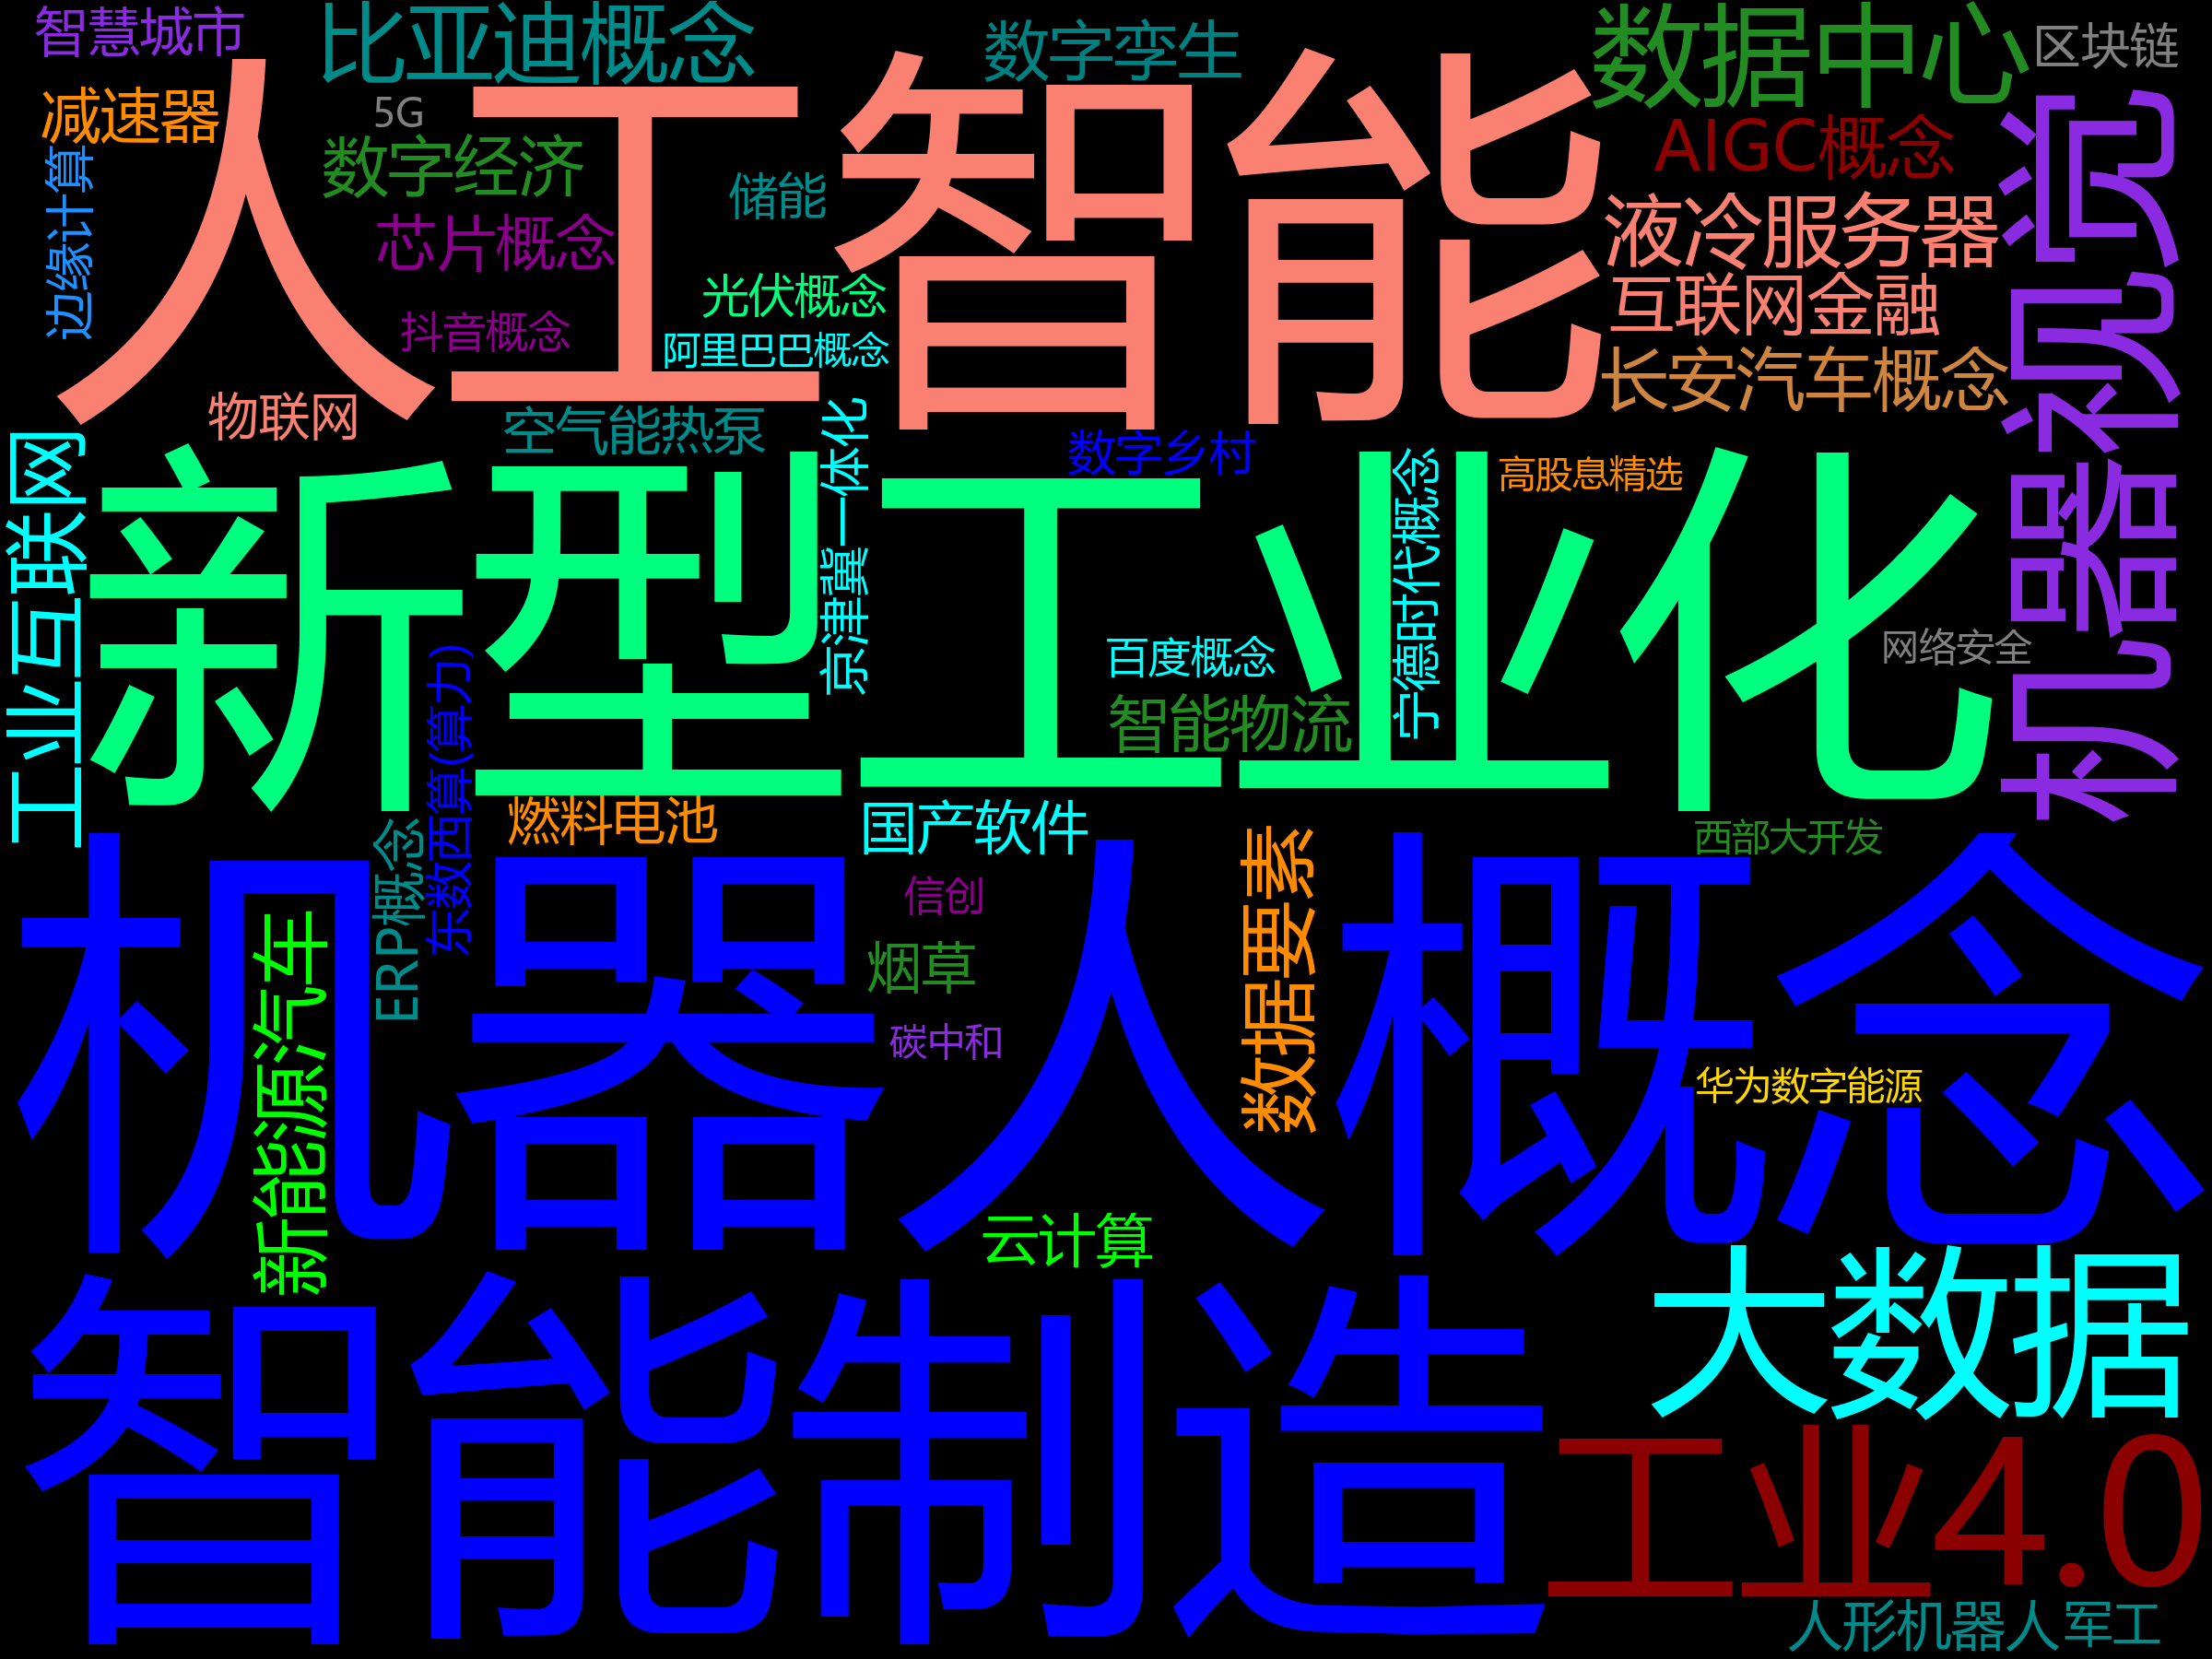 智慧城市
比亚迪概念
数字孪生
数据中心
区块链
减速器
5G
数字经济
储能
人工智能
AIGC概念
边缘计算
芯片概念
液冷服务器
光伏概念
互联网金融
抖音概念
阿里巴巴概念
长安汽车概念
机器视觉
物联网
空气能热泵
京津冀一体化
数字乡村
宁德时代概念
高股息精选
工业互联网
新型工业化
东数西算(算力)
百度概念
网络安全
智能物流
燃料电池
国产软件
西部大开发
ERP概念
信创
数据要素
新能源汽车
烟草
机器人概念
碳中和
华为数字能源
云计算
大数据
智能制造
工业4.0
人形机器人
军工